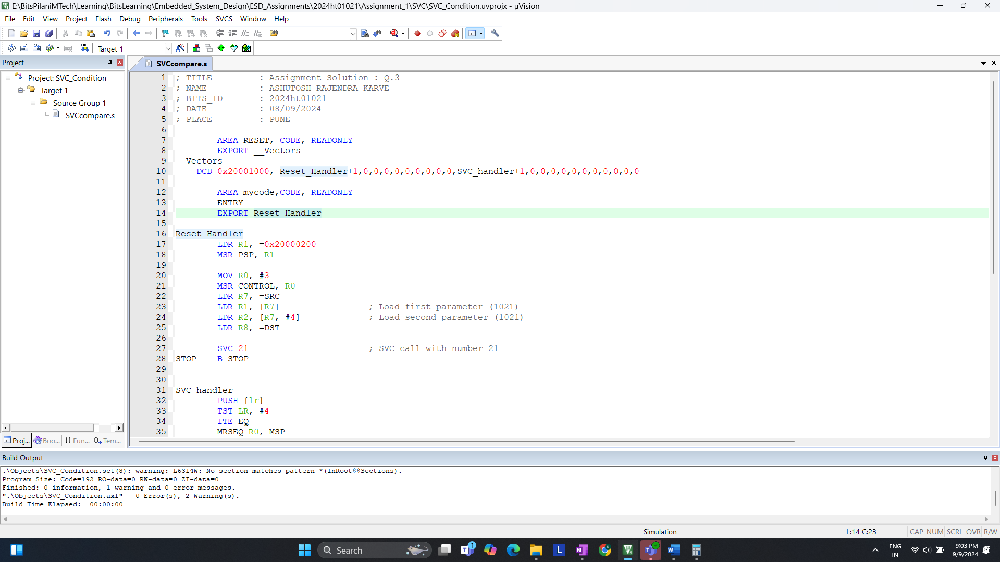 E:\BitsPilaniMTech\Learning\BitsLearning\Embedded_System_Design\ESD_Assignments\2024ht01021\Assignment_1\SVC\SVC_Condition.uvprojx - µVision
File Edit View Project Flash Debug Peripherals Tools SVCS Window Help
LOAD Target 1
Project
SVCcompare.s
Project: SVC_Condition
Target 1
Source Group 1
SVCcompare.s
1 ; TITLE : Assignment Solution : Q.3
2 ; NAME : ASHUTOSH RAJENDRA KARVE
3 ; BITS_ID : 2024ht01021
4 ; DATE : 08/09/2024
5 ; PLACE : PUNE
6
7 AREA RESET, CODE, READONLY
8 EXPORT __Vectors
9 __Vectors
10 DCD 0x20001000, Reset_Handler+1,0,0,0,0,0,0,0,0,0,SVC_handler+1,0,0,0,0,0,0,0,0,0,0,0
11
12 AREA mycode,CODE, READONLY
13 ENTRY
14 EXPORT Reset_Handler
15
16 Reset_Handler
17 LDR R1, =0x20000200
18 MSR PSP, R1
19
20 MOV R0, #3
21 MSR CONTROL, R0
22 LDR R7, =SRC
23 LDR R1, [R7] ; Load first parameter (1021)
24 LDR R2, [R7, #4] ; Load second parameter (1021)
25 LDR R8, =DST
26
27 SVC 21 ; SVC call with number 21
28 STOP B STOP
29
30
31 SVC_handler
32 PUSH {lr}
33 TST LR, #4
34 ITE EQ
35 MRSEQ R0, MSP
Proj... Boo... {} Fun... Tem...
Build Output
.\Objects\SVC_Condition.sct(8): warning: L6314W: No section matches pattern *(InRoot$$Sections).
Program Size: Code=192 RO-data=0 RW-data=0 ZI-data=0
Finished: 0 information, 1 warning and 0 error messages.
".\Objects\SVC_Condition.axf" - 0 Error(s), 2 Warning(s).
Build Time Elapsed: 00:00:00
Simulation L:14 C:23 CAP NUM SCRL OVR R/W
Search
1
L
ENG
IN
9:03 PM
9/9/2024